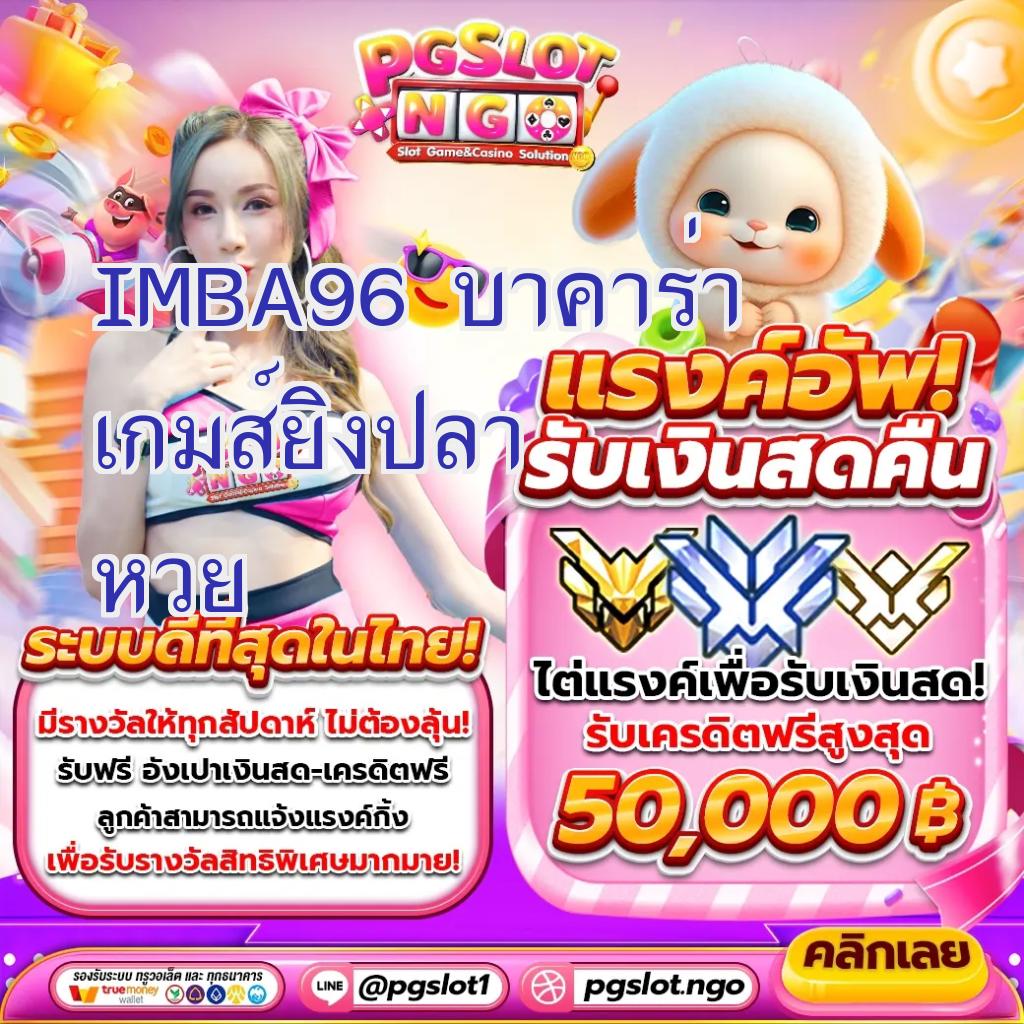 PGSLOT
NGO
Slot Game&Casino Solution
IMBA96 บาคาร่า
เกมส์ยิงปลา
หวย
แรงค์อัพ!
รับเงินสดคืน
ระบบดีที่สุดในไทย!
มีรางวัลให้ทุกสัปดาห์ ไม่ต้องลุ้น!
รับฟรี อังเปาเงินสด-เครดิตฟรี
ลูกค้าสามารถแจ้งแรงค์กิ้ง
เพื่อรับรางวัลสิทธิพิเศษมากมาย!
ไต่แรงค์เพื่อรับเงินสด!
รับเครดิตฟรีสูงสุด
50,000 ฿
คลิกเลย
รองรับระบบ ทรูวอเล็ต และ ทุกธนาคาร
truemoney
wallet
LINE @pgslot1
pgslot.ngo